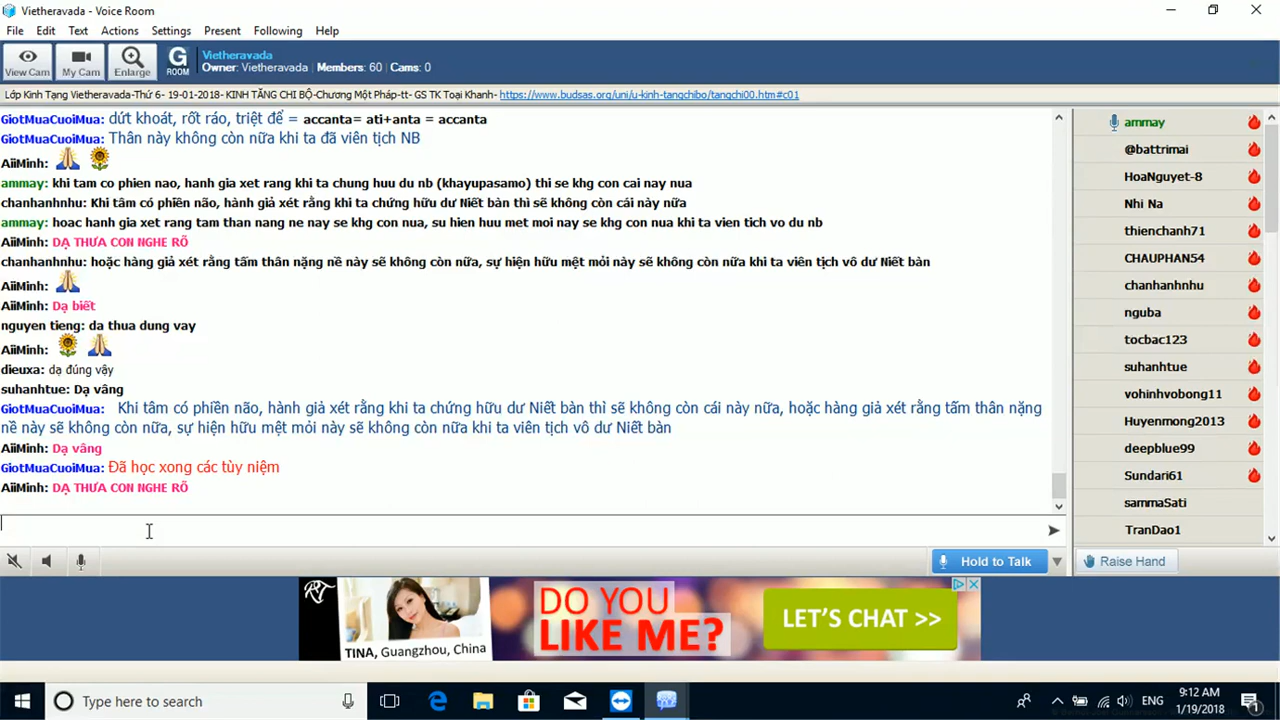 Vietheravada - Voice Room
File Edit Text Actions Settings Present Following Help
View Cam
My Cam
Enlarge
G
ROOM
Vietheravada
Owner: Vietheravada | Members: 60 | Cams: 0
Lớp Kinh Tạng Vietheravada-Thứ 6- 19-01-2018- KINH TĂNG CHI BỘ-Chương Một Pháp-tt- GS TK Toại Khanh- https://www.budsas.org/uni/u-kinh-tangchibo/tangchi00.htm#c01
GiotMuaCuoiMua: dứt khoát, rốt ráo, triệt để = accanta= ati+anta = accanta
GiotMuaCuoiMua: Thân này không còn nữa khi ta đã viên tịch NB
AiiMinh:
ammay: khi tam co phien nao, hanh gia xet rang khi ta chung huu du nb (khayupasamo) thi se khg con cai nay nua
chanhanhnhu: Khi tâm có phiền não, hành giả xét rằng khi ta chứng hữu dư Niết bàn thì sẽ không còn cái này nữa
ammay: hoac hanh gia xet rang tam than nang ne nay se khg con nua, su hien huu met moi nay se khg con nua khi ta vien tich vo du nb
AiiMinh: DẠ THƯA CON NGHE RÕ
chanhanhnhu: hoặc hàng giả xét rằng tấm thân nặng nề này sẽ không còn nữa, sự hiện hữu mệt mỏi này sẽ không còn nữa khi ta viên tịch vô dư Niết bàn
AiiMinh:
AiiMinh: Dạ biết
nguyen tieng: da thua dung vay
AiiMinh:
dieuxa: dạ đúng vậy
suhanhtue: Dạ vâng
GiotMuaCuoiMua: Khi tâm có phiền não, hành giả xét rằng khi ta chứng hữu dư Niết bàn thì sẽ không còn cái này nữa, hoặc hàng giả xét rằng tấm thân nặng
nề này sẽ không còn nữa, sự hiện hữu mệt mỏi này sẽ không còn nữa khi ta viên tịch vô dư Niết bàn
AiiMinh: Dạ vâng
GiotMuaCuoiMua: Đã học xong các tùy niệm
AiiMinh: DẠ THƯA CON NGHE RÕ
ammay
@battrimai
HoaNguyet-8
Nhi Na
thienchanh71
CHAUPHAN54
chanhanhnhu
nguba
tocbac123
suhanhtue
vohinhvobong11
Huyenmong2013
deepblue99
Sundari61
sammaSati
TranDao1
Hold to Talk
Raise Hand
RT
TINA, Guangzhou, China
DO YOU
LIKE ME?
LET'S CHAT >>
Type here to search
ENG
9:12 AM
1/19/2018
1